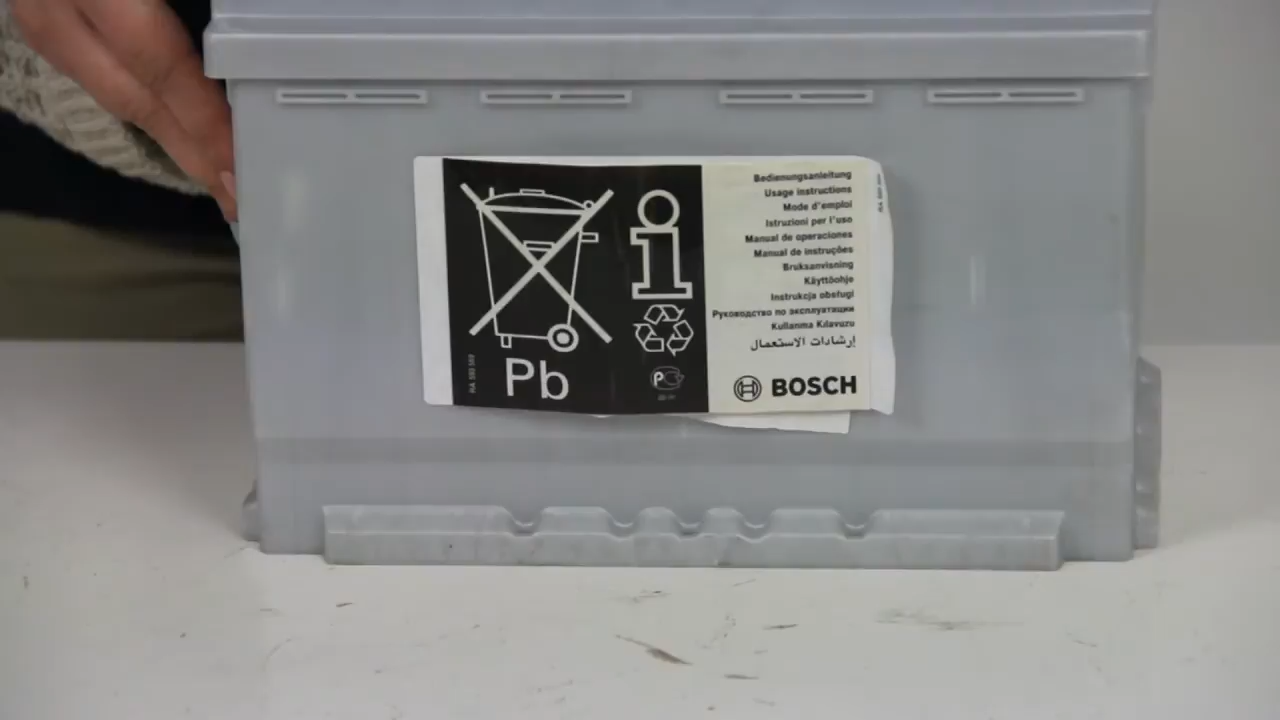 Pb
Bedienungsanleitung
Usage instructions
Mode d'emploi
Istruzioni per l'uso
Manual de operaciones
Manual de instruções
Bruksanvisning
Käyttöohje
Instrukcja obsługi
Руководство по эксплуатации
Kullanma Kılavuzu
إرشادات الاستعمال
BOSCH